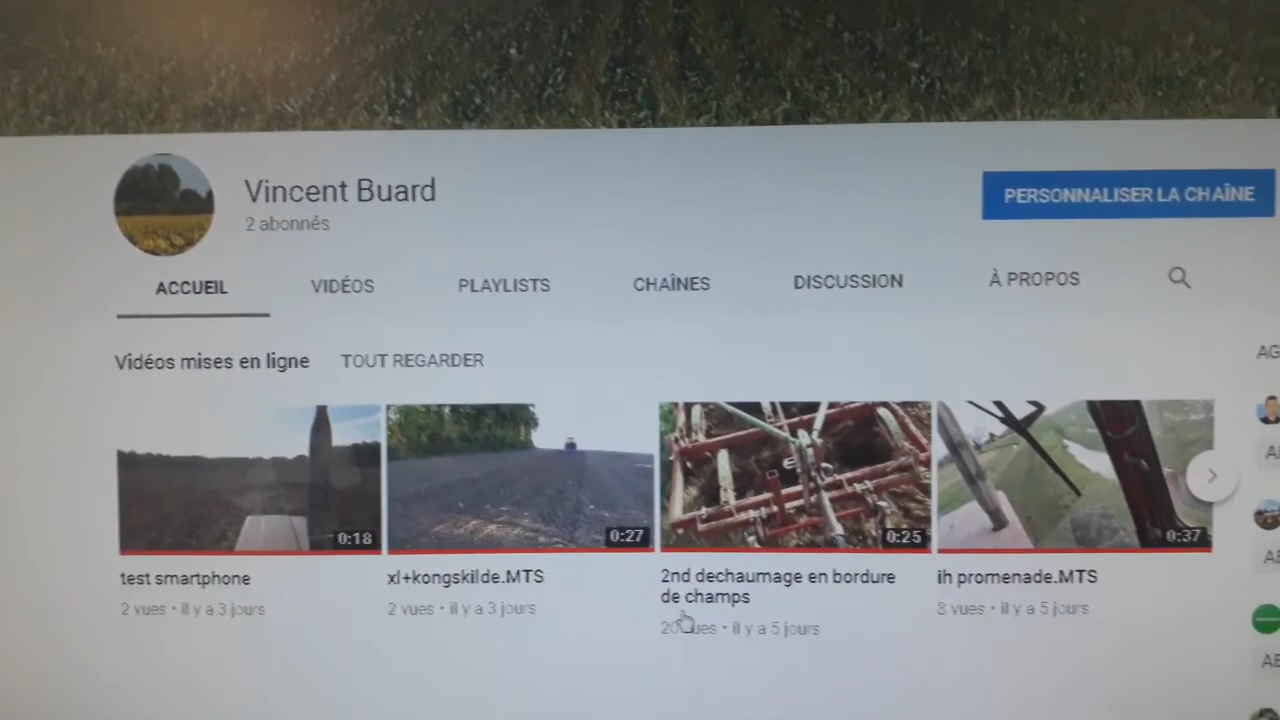 Vincent Buard
2 abonnés
PERSONNALISER LA CHAÎNE
ACCUEIL VIDÉOS PLAYLISTS CHAÎNES DISCUSSION À PROPOS
Vidéos mises en ligne TOUT REGARDER
AG
0:18 0:27 0:25 0:37
test smartphone
2 vues • il y a 3 jours
xl+kongskilde.MTS
2 vues • il y a 3 jours
2nd dechaumage en bordure
de champs
il y a 5 jours
ih promenade.MTS
8 vues • il y a 5 jours